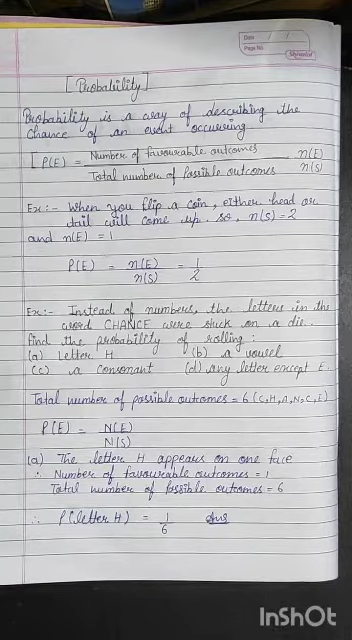 Date / /
Page No.
[Probability]
Probability is a way of describing the
chance of an event occurring
[P(E) = Number of favourable outcomes n(E)
Total number of possible outcomes n(S)
Ex:- When you flip a coin, either head or
tail will come up. so, n(S) = 2
and n(E) = 1
P(E) = n(E) = 1
n(S) 2
Ex:- Instead of numbers, the letters in the
word CHANCE were stuck on a die.
find the probability of rolling:
(a) Letter H (b) a vowel
(c) a consonant (d) any letter except E.
Total number of possible outcomes = 6 (C,H,A,N,C,E)
P(E) = N(E)
N(S)
(a) The letter H appears on one face
∴ Number of favourable outcomes = 1
Total number of possible outcomes = 6
∴ P(letter H) = 1 Ans
6
InShOt